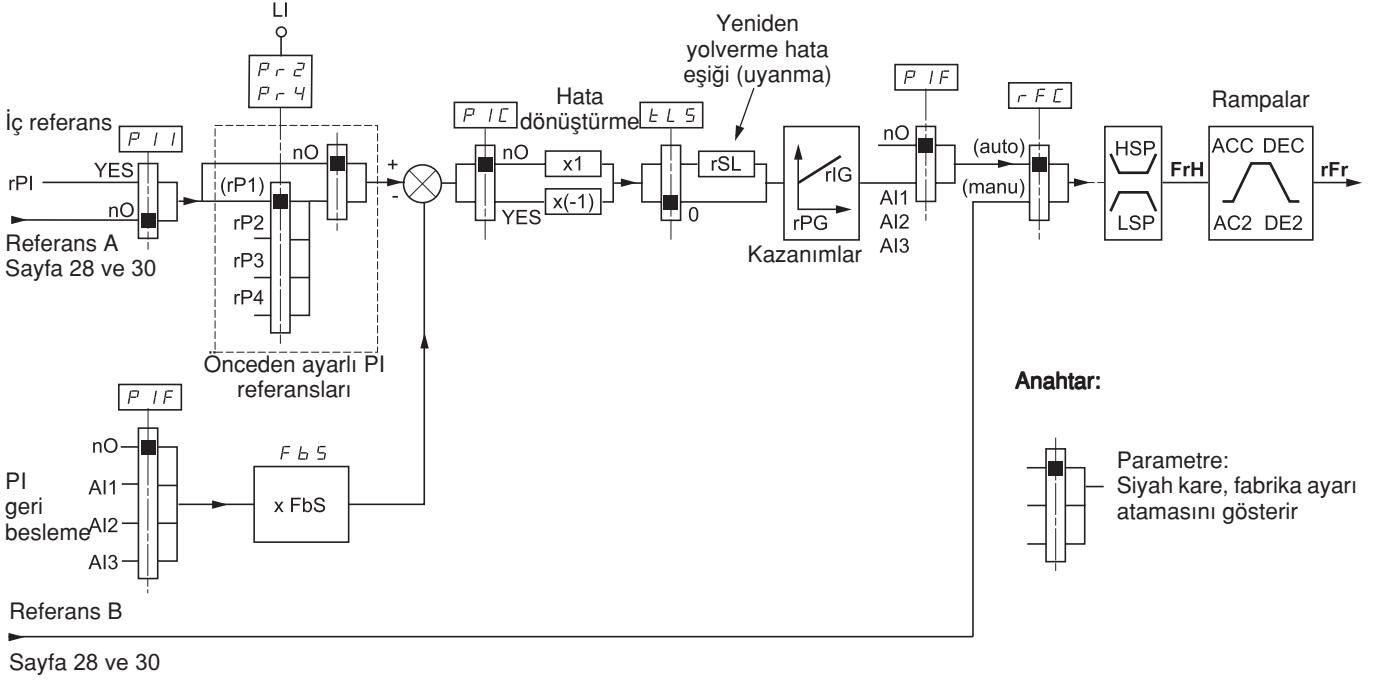 LI
Pr2
Pr4
Yeniden
yolverme hata
eşiği (uyanma)
PIF
rFC
Rampalar
İç referans
PII
PIC
Hata
dönüştürme
tLS
nO
nO
x1
rSL
nO
(auto)
HSP
ACC DEC
YES
rPI
(rP1)
+
-
rIG
(manu)
FrH
rFr
nO
rP2
YES
x(-1)
0
rPG
AI1
AI2
AI3
LSP
AC2 DE2
Referans A
Sayfa 28 ve 30
Kazanımlar
rP3
rP4
Önceden ayarlı PI
referansları
Anahtar:
PIF
nO
FbS
PI
geri
besleme
AI1
AI2
AI3
x FbS
Parametre:
Siyah kare, fabrika ayarı
atamasını gösterir
Referans B
Sayfa 28 ve 30